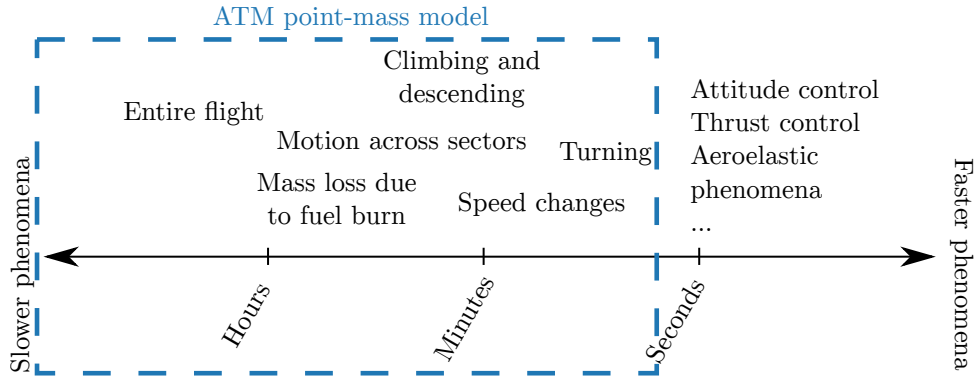 ATM point-mass model
Climbing and
descending
Entire flight
Motion across sectors
Turning
Mass loss due
to fuel burn
Speed changes
Attitude control
Thrust control
Aeroelastic
phenomena
...
Slower phenomena
Faster phenomena
Hours
Minutes
Seconds